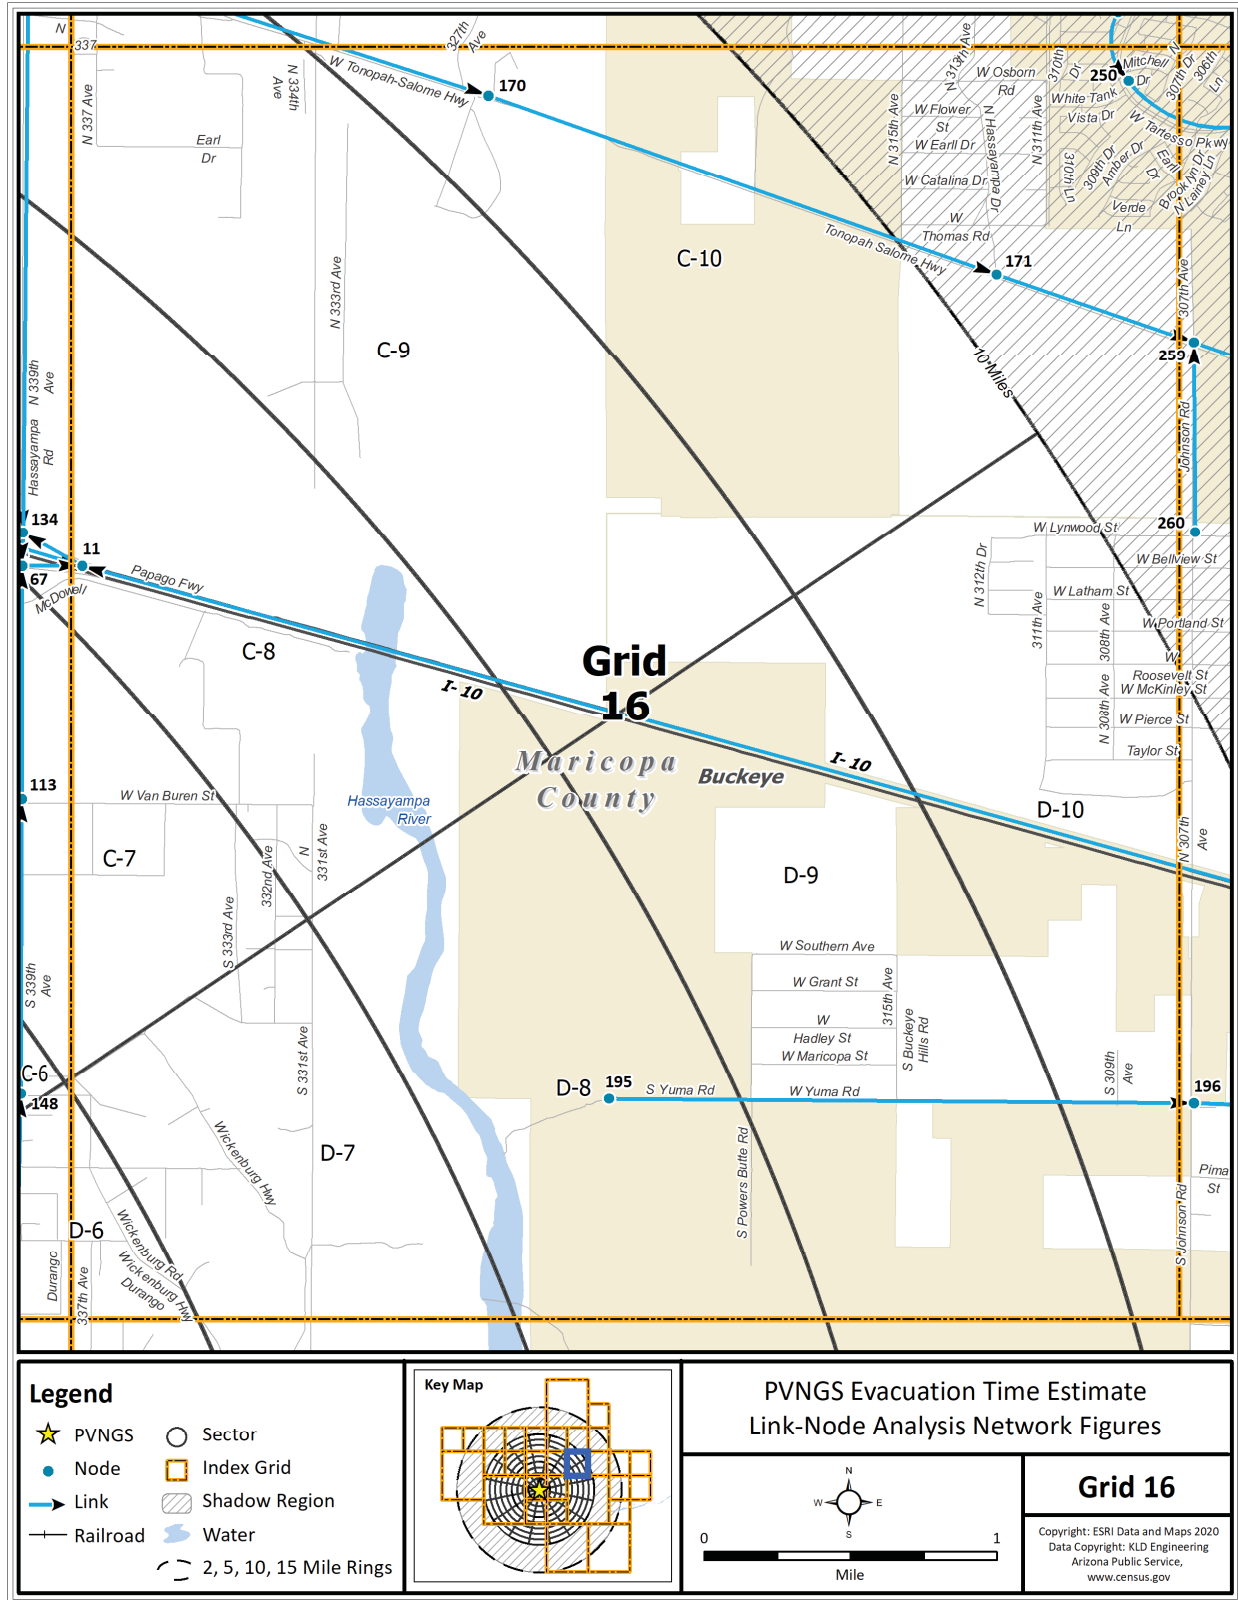 N
337
N 337 Ave
Earl
Dr
N 334th
Ave
327th
Ave
W Tonopah-Salome Hwy
170
N 333rd Ave
C-9
C-10
N 315th Ave
N 313th Ave
W Osborn
Rd
W Flower
St
W Earll Dr
W Catalina Dr
W
Thomas Rd
N Hassayampa Dr
N 311th Ave
310th
Dr
250
Mitchell
Dr
White Tank
Vista Dr
N
307th Dr
306th
Ln
W Tartesso Pkwy
310th Ln
309th Dr
Amber Dr
Earll
Dr
Brooklyn Dr
N Lainey Ln
Verde
Ln
Tonopah Salome Hwy
171
307th Ave
259
10 Miles
Johnson Rd
260
N 339th
Ave
Hassayampa
Rd
134
11
67
McDowell
Papago Fwy
C-8
I-10
Grid
16
Maricopa
County
Buckeye
I-10
W Lynwood St
W Bellview St
N 312th Dr
W Latham St
311th Ave
308th Ave
W Portland St
W
Roosevelt St
W McKinley St
N 308th Ave
W Pierce St
Taylor St
D-10
N 307th
Ave
113
W Van Buren St
C-7
Hassayampa
River
N
331st Ave
332nd Ave
S 333rd Ave
S 339th
Ave
D-9
W Southern Ave
W Grant St
315th Ave
W
Hadley St
W Maricopa St
S Buckeye
Hills Rd
S 309th
Ave
S 331st Ave
C-6
148
D-8
195
S Yuma Rd
W Yuma Rd
196
Wickenburg Hwy
D-7
S Powers Butte Rd
Pima
St
S Johnson Rd
D-6
Wickenburg Rd
Wickenburg Hwy
Durango
Durango
337th Ave
Legend
PVNGS
Node
Link
Railroad
Sector
Index Grid
Shadow Region
Water
2, 5, 10, 15 Mile Rings
Key Map
PVNGS Evacuation Time Estimate
Link-Node Analysis Network Figures
N
W
E
S
0
1
Mile
Grid 16
Copyright: ESRI Data and Maps 2020
Data Copyright: KLD Engineering
Arizona Public Service,
www.census.gov